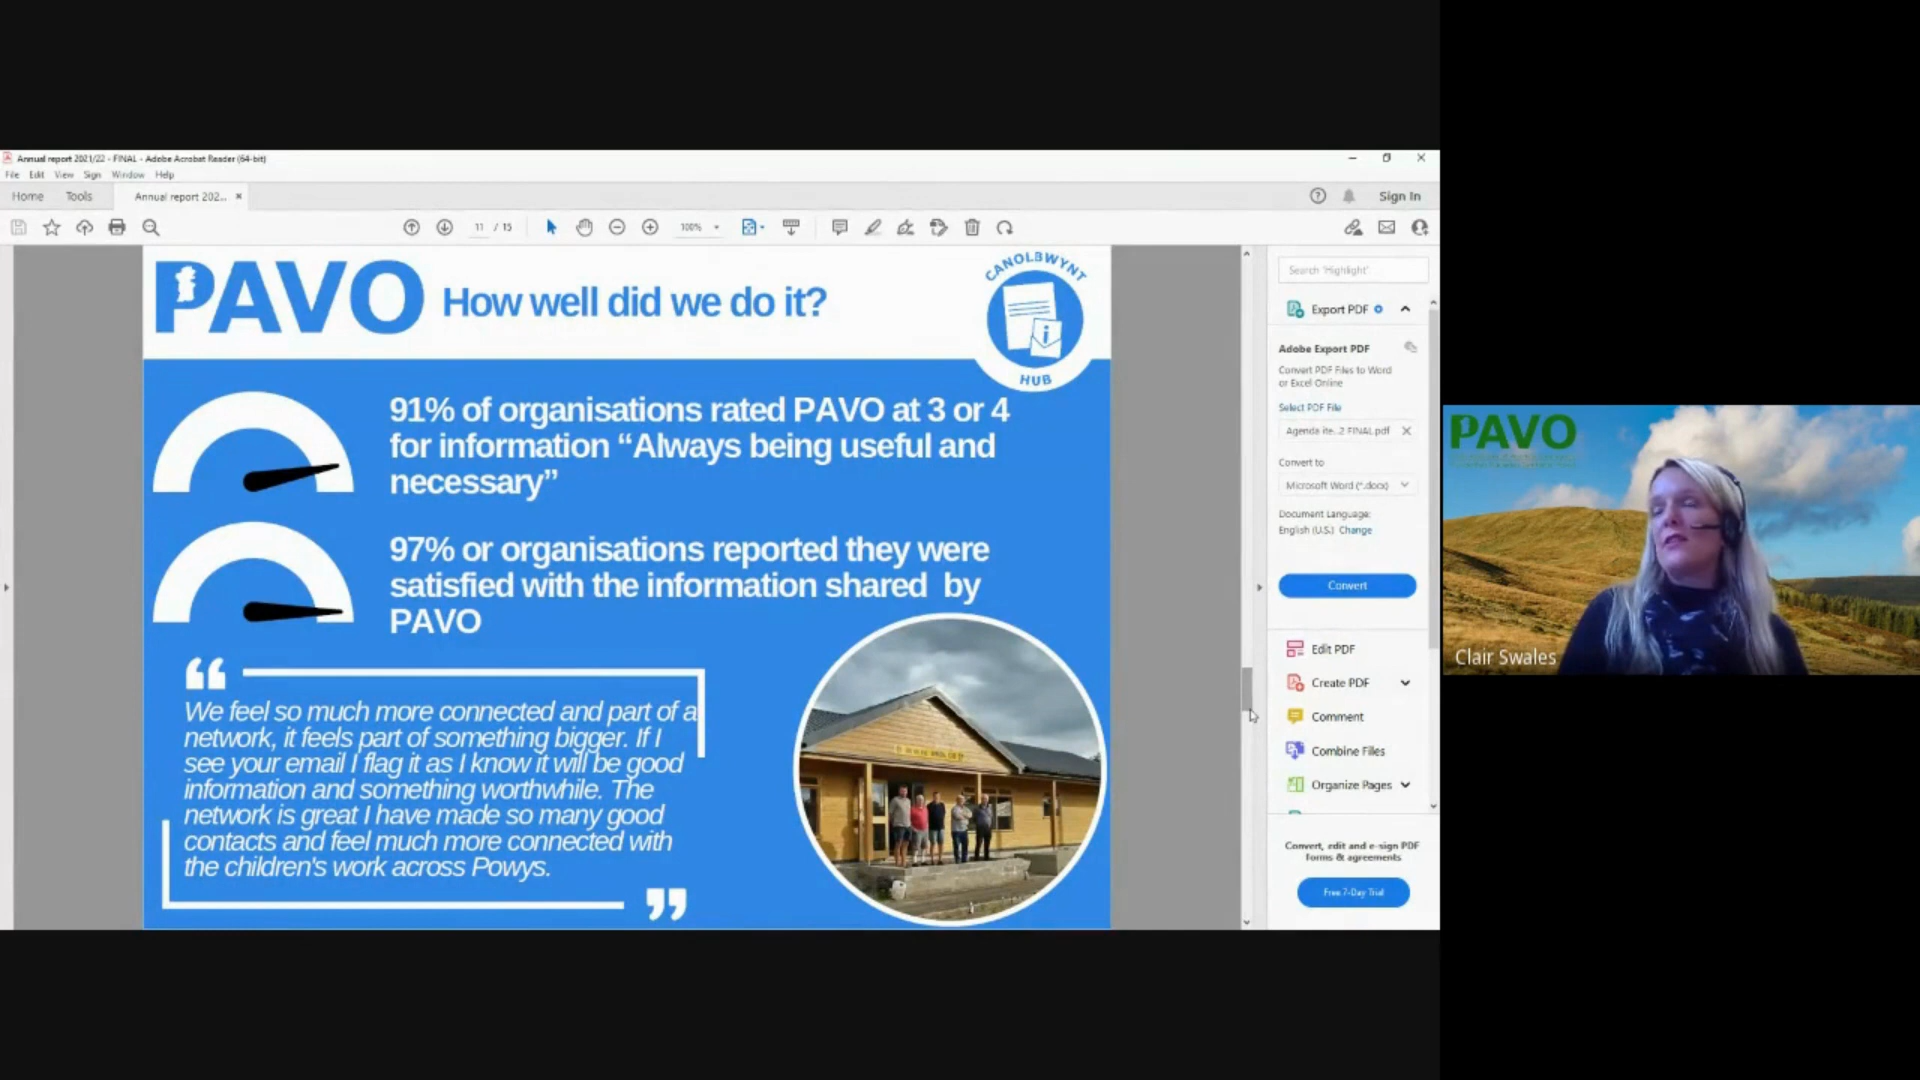 Annual report 2021/22 - FINAL - Adobe Acrobat Reader (64-bit)
File Edit View Sign Window Help
Home Tools Annual report 202...
Sign In
11 / 15
100%
PAVO How well did we do it?
CANOLBWYNT
HUB
91% of organisations rated PAVO at 3 or 4
for information “Always being useful and
necessary”
97% or organisations reported they were
satisfied with the information shared by
PAVO
“
We feel so much more connected and part of a
network, it feels part of something bigger. If I
see your email I flag it as I know it will be good
information and something worthwhile. The
network is great I have made so many good
contacts and feel much more connected with
the children's work across Powys.
”
Search 'Highlight'
Export PDF
Adobe Export PDF
Convert PDF Files to Word
or Excel Online
Select PDF File
Agenda ite...2 FINAL.pdf
Convert to
Microsoft Word (*.docx)
Document Language:
English (U.S.) Change
Convert
Edit PDF
Create PDF
Comment
Combine Files
Organize Pages
Convert, edit and e-sign PDF
forms & agreements
Free 7-Day Trial
PAVO
Clair Swales